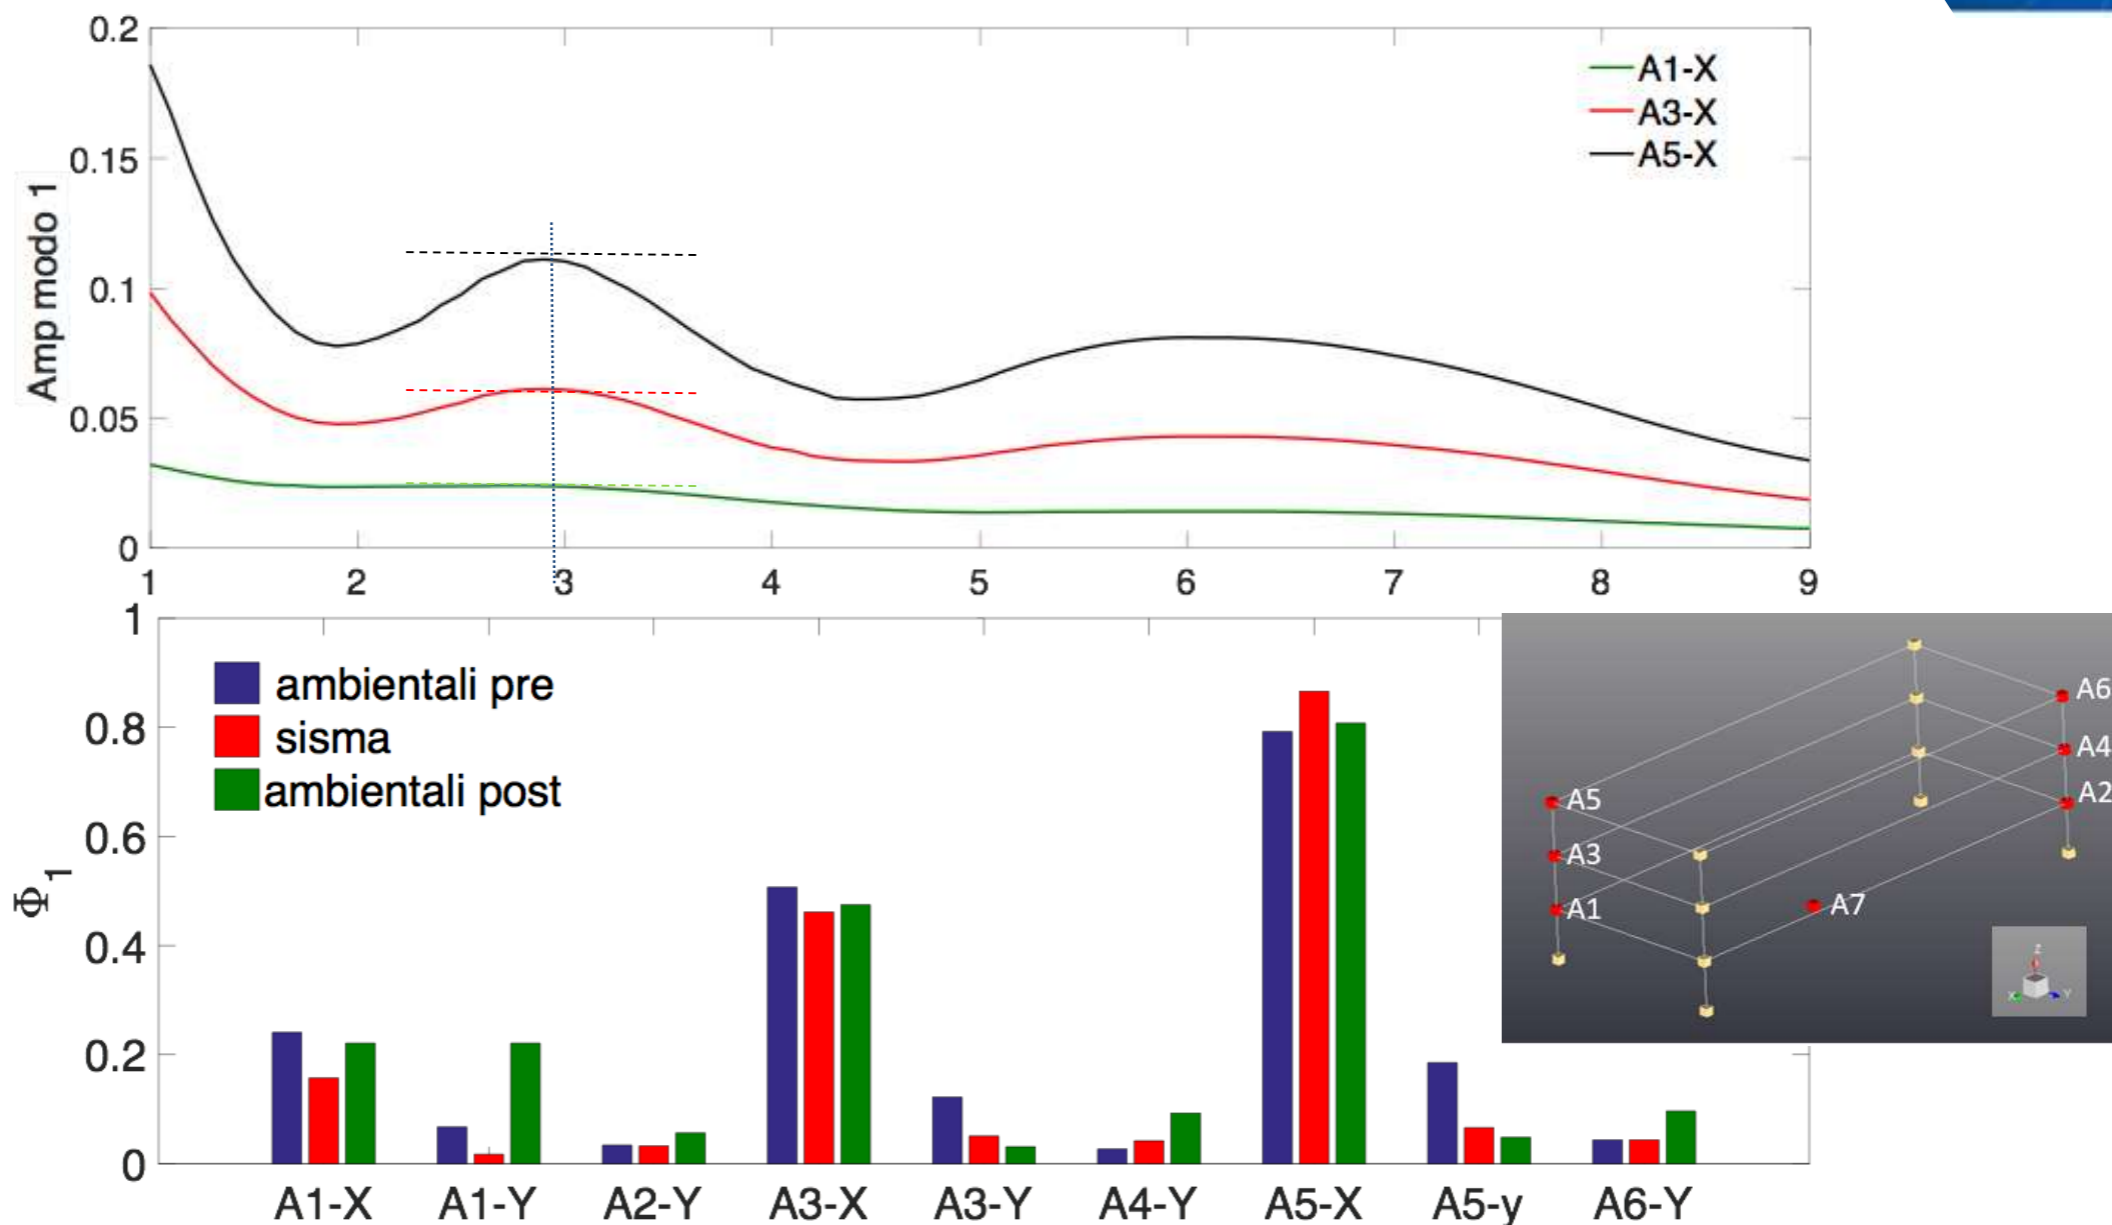 0.2
0.15
0.1
0.05
0
Amp modo 1
A1-X
A3-X
A5-X
1 2 3 4 5 6 7 8 9
1
0.8
0.6
0.4
0.2
0
Φ1
ambientali pre
sisma
ambientali post
A1-X A1-Y A2-Y A3-X A3-Y A4-Y A5-X A5-y A6-Y
A6
A4
A2
A5
A3
A1
A7
Z
X Y